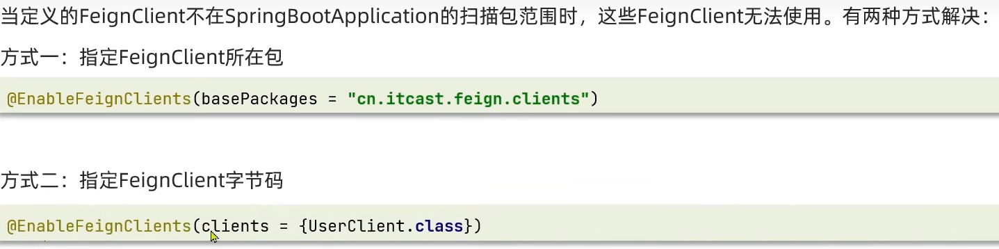 当定义的FeignClient不在SpringBootApplication的扫描包范围时，这些FeignClient无法使用。有两种方式解决：
方式一：指定FeignClient所在包
@EnableFeignClients(basePackages = "cn.itcast.feign.clients")
方式二：指定FeignClient字节码
@EnableFeignClients(clients = {UserClient.class})